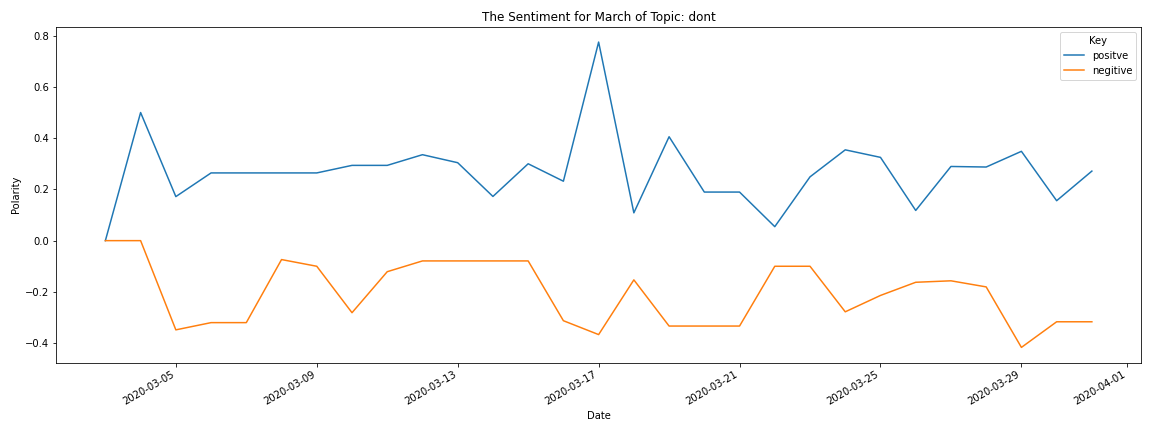 The Sentiment for March of Topic: dont
Key
positve
negitive
0.8
0.6
0.4
0.2
0.0
−0.2
−0.4
Polarity
2020-03-05
2020-03-09
2020-03-13
2020-03-17
2020-03-21
2020-03-25
2020-03-29
2020-04-01
Date